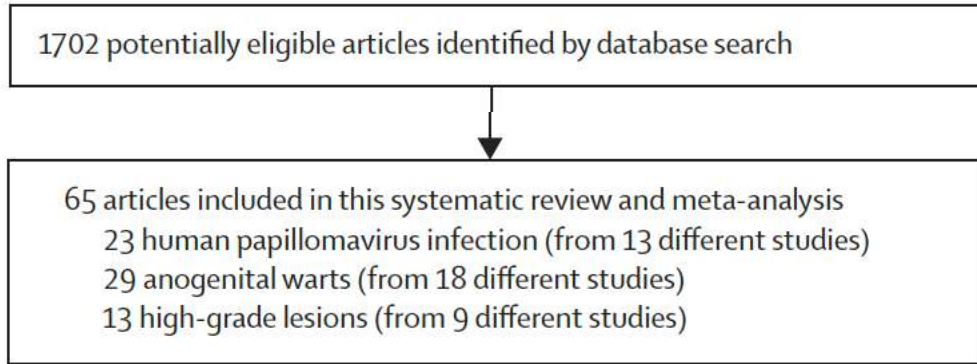 1702 potentially eligible articles identified by database search
65 articles included in this systematic review and meta-analysis
23 human papillomavirus infection (from 13 different studies)
29 anogenital warts (from 18 different studies)
13 high-grade lesions (from 9 different studies)